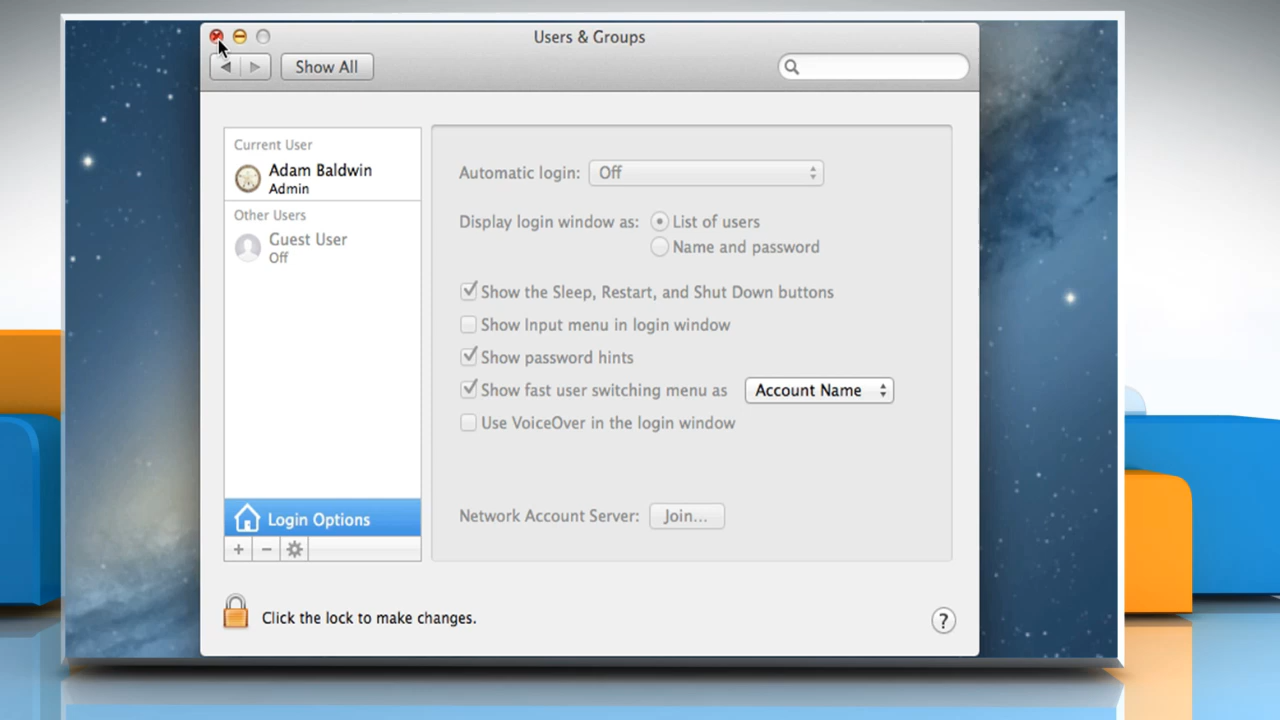 Users & Groups
Show All
Current User
Adam Baldwin
Admin
Other Users
Guest User
Off
Login Options
Automatic login: Off
Display login window as: List of users
Name and password
Show the Sleep, Restart, and Shut Down buttons
Show Input menu in login window
Show password hints
Show fast user switching menu as Account Name
Use VoiceOver in the login window
Network Account Server: Join...
Click the lock to make changes.
?